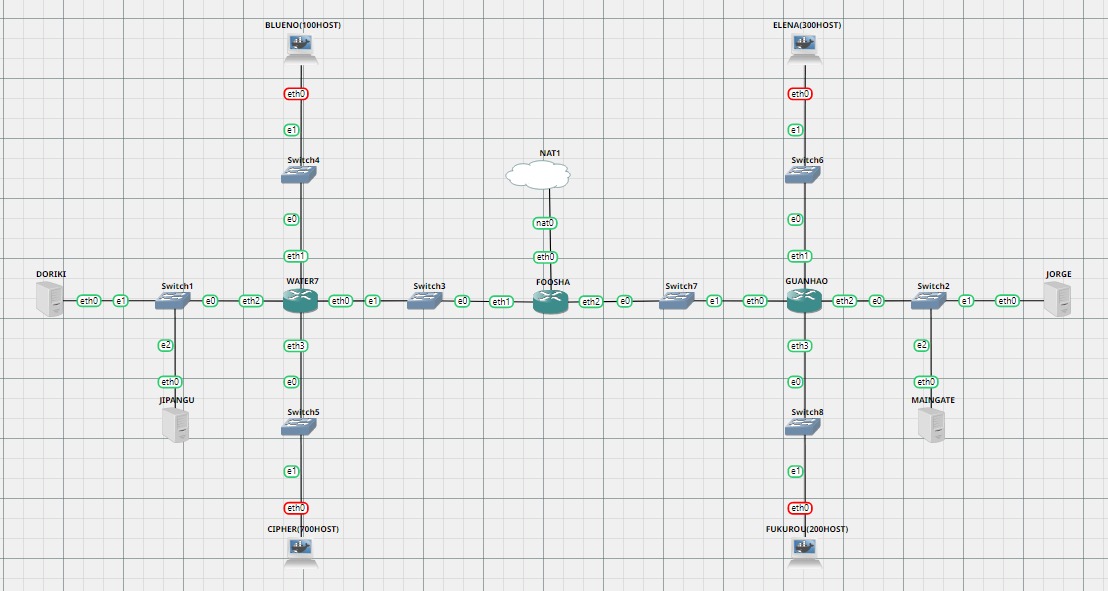 BLUENO(100HOST)
ELENA(300HOST)
eth0
eth0
e1
e1
Switch4
NAT1
Switch6
e0
nat0
e0
eth1
eth0
eth1
DORIKI
Switch1
WATER7
Switch3
FOOSHA
Switch7
GUANHAO
Switch2
JORGE
eth0
e1
e0
eth2
eth0
e1
e0
eth1
eth2
e0
e1
eth0
eth2
e0
e1
eth0
e2
eth3
eth3
e2
eth0
e0
e0
eth0
JIPANGU
MAINGATE
Switch5
Switch8
e1
e1
eth0
eth0
CIPHER(700HOST)
FUKUROU(200HOST)